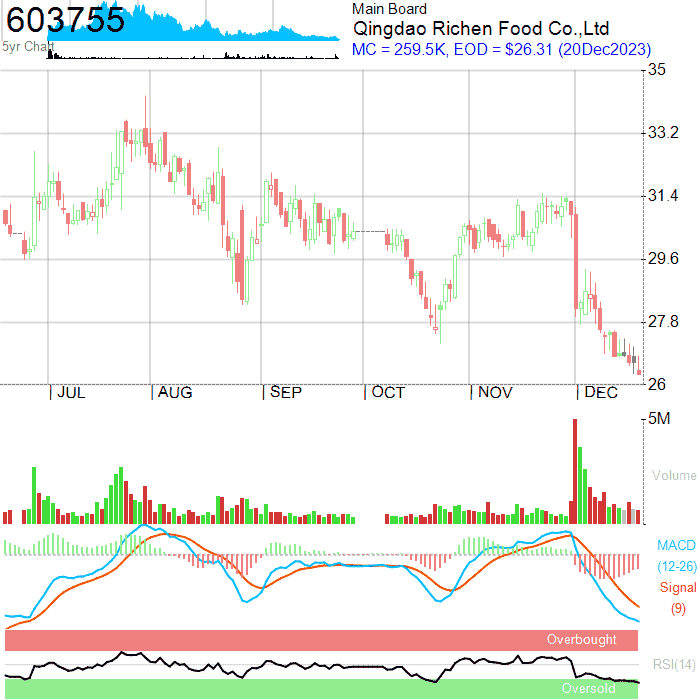 603755
5yr Chart
Main Board
Qingdao Richen Food Co.,Ltd
MC = 259.5K, EOD = $26.31 (20Dec2023)
35
33.2
31.4
29.6
27.8
26
JUL AUG SEP OCT NOV DEC
5M
Volume
MACD
(12-26)
Signal
(9)
Overbought
RSI(14)
Oversold